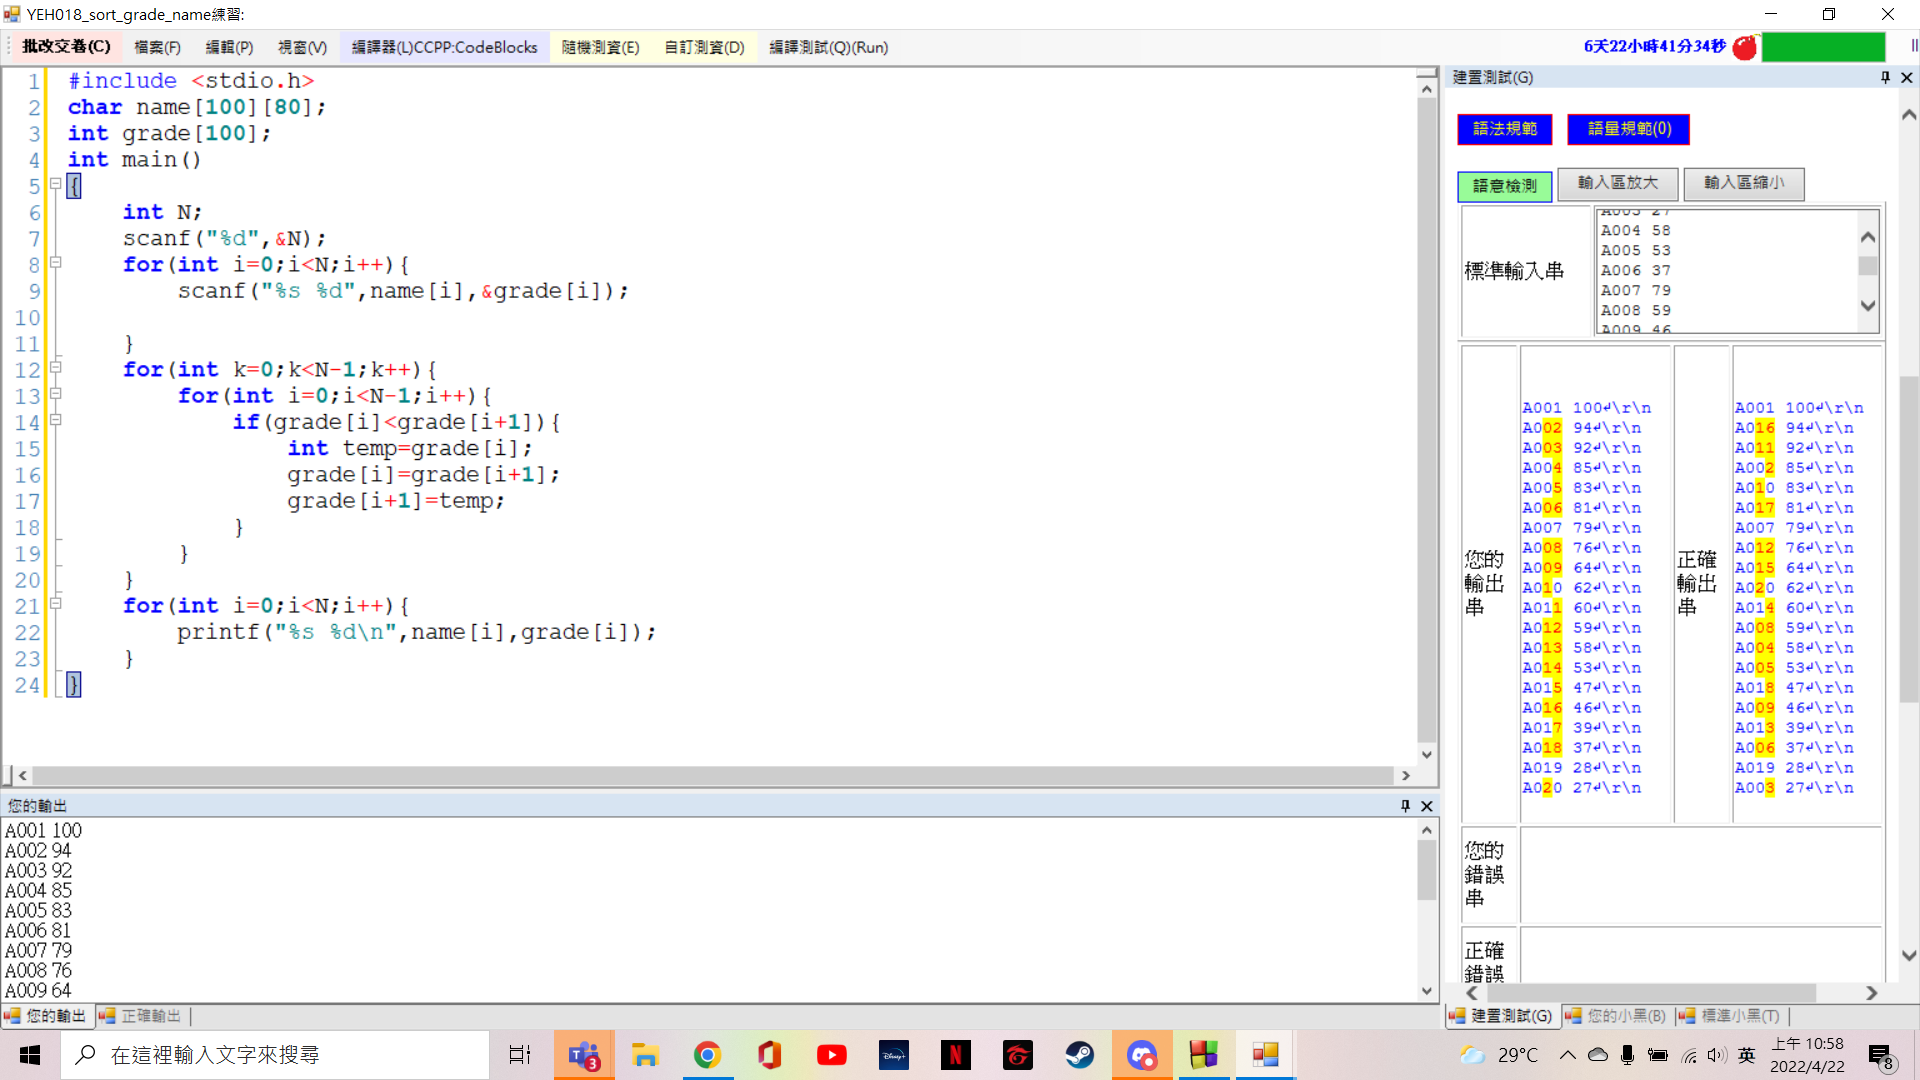 YEH018_sort_grade_name練習:
批改交卷(C) 檔案(F) 編輯(P) 視窗(V) 編譯器(L)CCPP:CodeBlocks 隨機測資(E) 自訂測資(D) 編譯測試(Q)(Run) 6天22小時41分34秒
1 #include <stdio.h>
2 char name[100][80];
3 int grade[100];
4 int main()
5 {
6 int N;
7 scanf("%d",&N);
8 for(int i=0;i<N;i++){
9 scanf("%s %d",name[i],&grade[i]);
10
11 }
12 for(int k=0;k<N-1;k++){
13 for(int i=0;i<N-1;i++){
14 if(grade[i]<grade[i+1]){
15 int temp=grade[i];
16 grade[i]=grade[i+1];
17 grade[i+1]=temp;
18 }
19 }
20 }
21 for(int i=0;i<N;i++){
22 printf("%s %d\n",name[i],grade[i]);
23 }
24 }
您的輸出
A001 100
A002 94
A003 92
A004 85
A005 83
A006 81
A007 79
A008 76
A009 64
您的輸出 正確輸出
建置測試(G)
語法規範 語量規範(0)
語意檢測 輸入區放大 輸入區縮小
標準輸入串
A003 27
A004 58
A005 53
A006 37
A007 79
A008 59
A009 46
您的輸出串
A001 100↵\r\n
A002 94↵\r\n
A003 92↵\r\n
A004 85↵\r\n
A005 83↵\r\n
A006 81↵\r\n
A007 79↵\r\n
A008 76↵\r\n
A009 64↵\r\n
A010 62↵\r\n
A011 60↵\r\n
A012 59↵\r\n
A013 58↵\r\n
A014 53↵\r\n
A015 47↵\r\n
A016 46↵\r\n
A017 39↵\r\n
A018 37↵\r\n
A019 28↵\r\n
A020 27↵\r\n
正確輸出串
A001 100↵\r\n
A016 94↵\r\n
A011 92↵\r\n
A002 85↵\r\n
A010 83↵\r\n
A017 81↵\r\n
A007 79↵\r\n
A012 76↵\r\n
A015 64↵\r\n
A020 62↵\r\n
A014 60↵\r\n
A008 59↵\r\n
A004 58↵\r\n
A005 53↵\r\n
A018 47↵\r\n
A009 46↵\r\n
A013 39↵\r\n
A006 37↵\r\n
A019 28↵\r\n
A003 27↵\r\n
您的錯誤串
正確錯誤
建置測試(G) 您的小黑(B) 標準小黑(T)
在這裡輸入文字來搜尋
3
Disney+
N
29°C
英
上午 10:58
2022/4/22
8